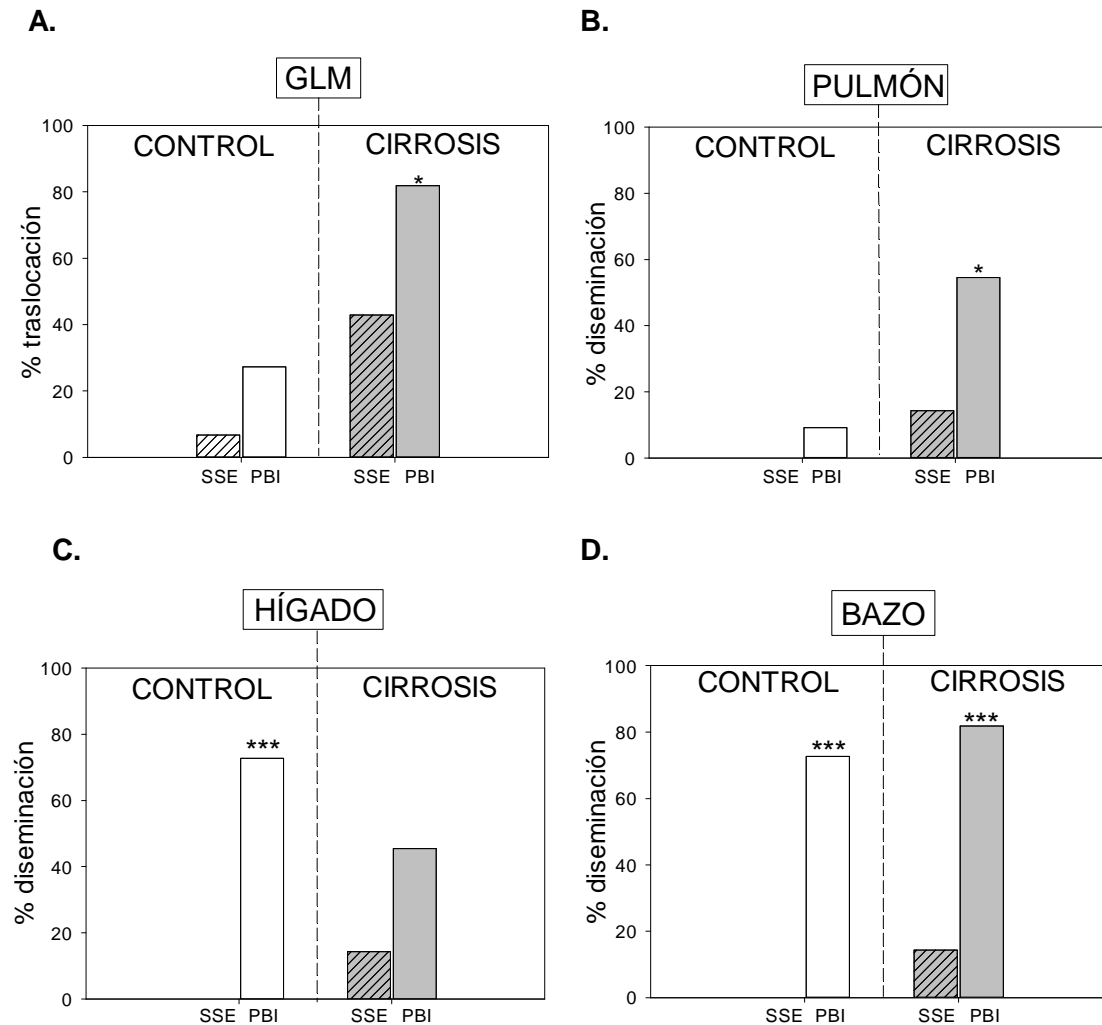 A.
GLM
CONTROL CIRROSIS
*
100
80
60
40
20
0
% traslocación
SSE PBI SSE PBI
B.
PULMÓN
CONTROL CIRROSIS
*
100
80
60
40
20
0
% diseminación
SSE PBI SSE PBI
C.
HÍGADO
CONTROL CIRROSIS
***
100
80
60
40
20
0
% diseminación
SSE PBI SSE PBI
D.
BAZO
CONTROL CIRROSIS
*** ***
100
80
60
40
20
0
% diseminación
SSE PBI SSE PBI